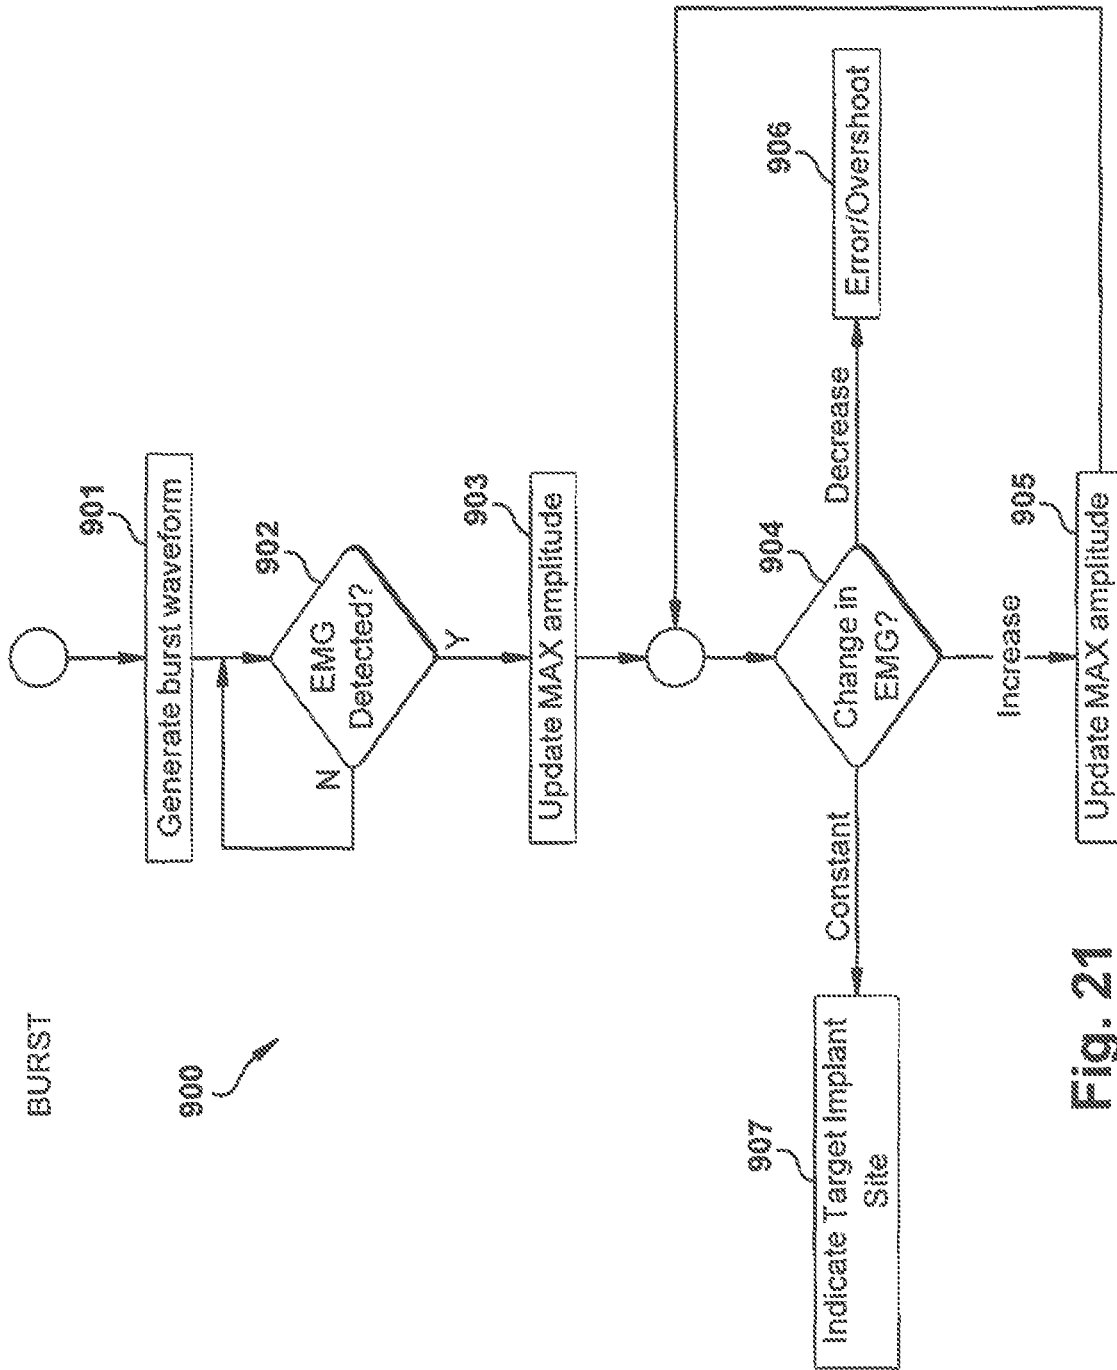 BURST
900
901
Generate burst waveform
902
EMG
Detected?
N
Y
903
Update MAX amplitude
904
Change in
EMG?
Constant
Decrease
Increase
907
Indicate Target Implant
Site
906
Error/Overshoot
905
Update MAX amplitude
Fig. 21